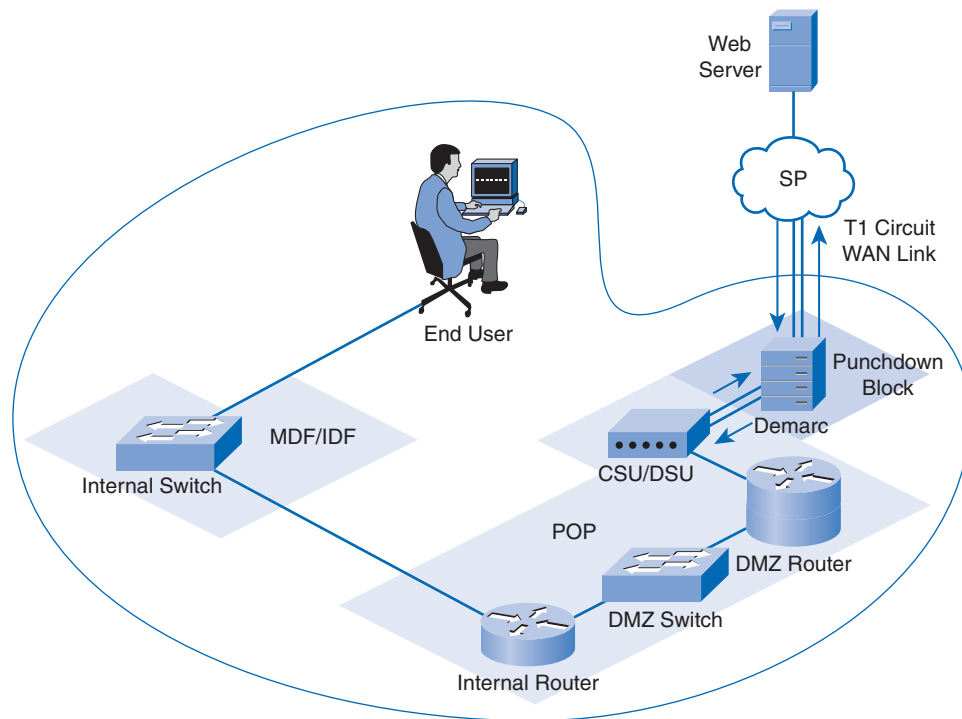 Web
Server
SP
T1 Circuit
WAN Link
End User
Punchdown
Block
Demarc
MDF/IDF
Internal Switch
CSU/DSU
POP
DMZ Router
DMZ Switch
Internal Router